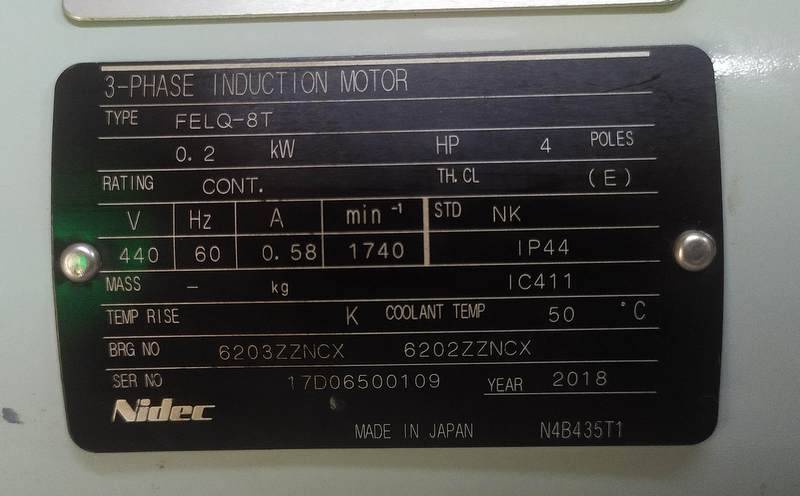 3-PHASE INDUCTION MOTOR
TYPE FELQ-8T
0.2 kW HP 4 POLES
RATING CONT. TH.CL (E)
V Hz A min -1 STD NK
440 60 0.58 1740 IP44
MASS - kg IC411
TEMP RISE K COOLANT TEMP 50 °C
BRG NO 6203ZZNCX 6202ZZNCX
SER NO 17D06500109 YEAR 2018
Nidec
MADE IN JAPAN N4B435T1